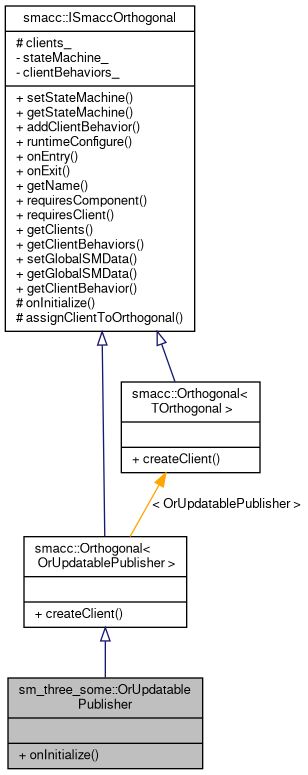 smacc::ISmaccOrthogonal
# clients_
- stateMachine_
- clientBehaviors_
+ setStateMachine()
+ getStateMachine()
+ addClientBehavior()
+ runtimeConfigure()
+ onEntry()
+ onExit()
+ getName()
+ requiresComponent()
+ requiresClient()
+ getClients()
+ getClientBehaviors()
+ setGlobalSMData()
+ getGlobalSMData()
+ getClientBehavior()
# onInitialize()
# assignClientToOrthogonal()
smacc::Orthogonal<
TOrthogonal >
+ createClient()
< OrUpdatablePublisher >
smacc::Orthogonal<
OrUpdatablePublisher >
+ createClient()
sm_three_some::OrUpdatable
Publisher
+ onInitialize()